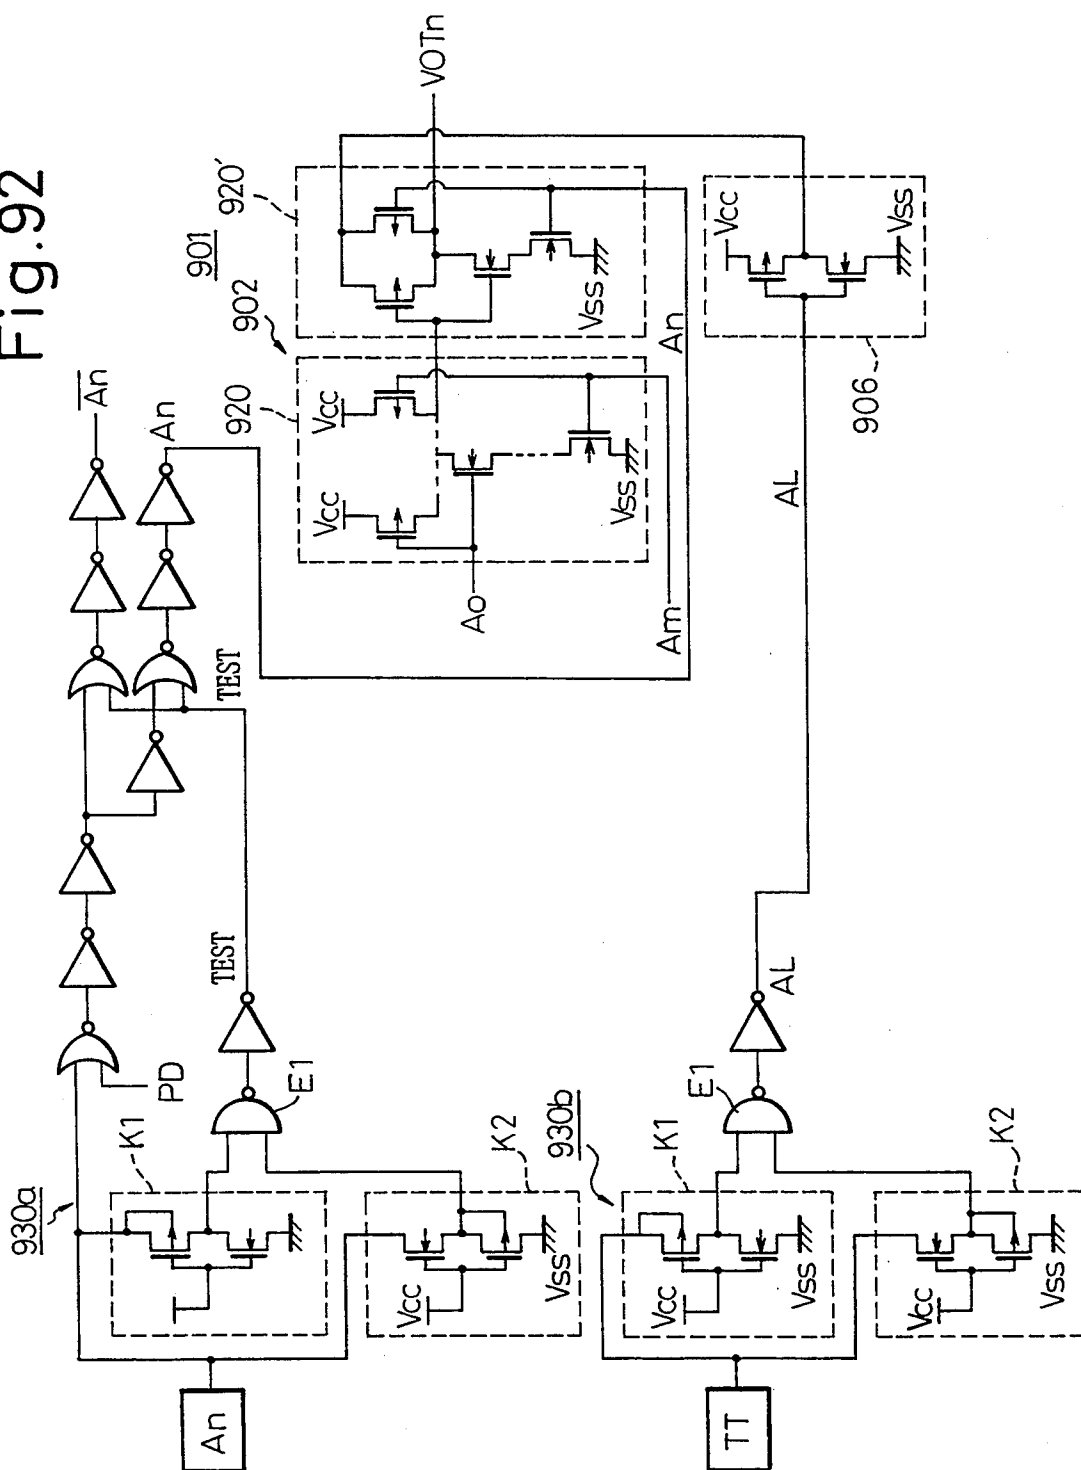 Fig.92
An
An
VOTn
901
920'
902
920
Vcc
Vcc
Vss
Vss
Ao
Am
An
TEST
TEST
PD
E1
930a
K1
K2
Vcc
Vss
An
Vcc
Vss
906
AL
AL
E1
930b
K1
Vcc
Vss
K2
Vcc
Vss
TT